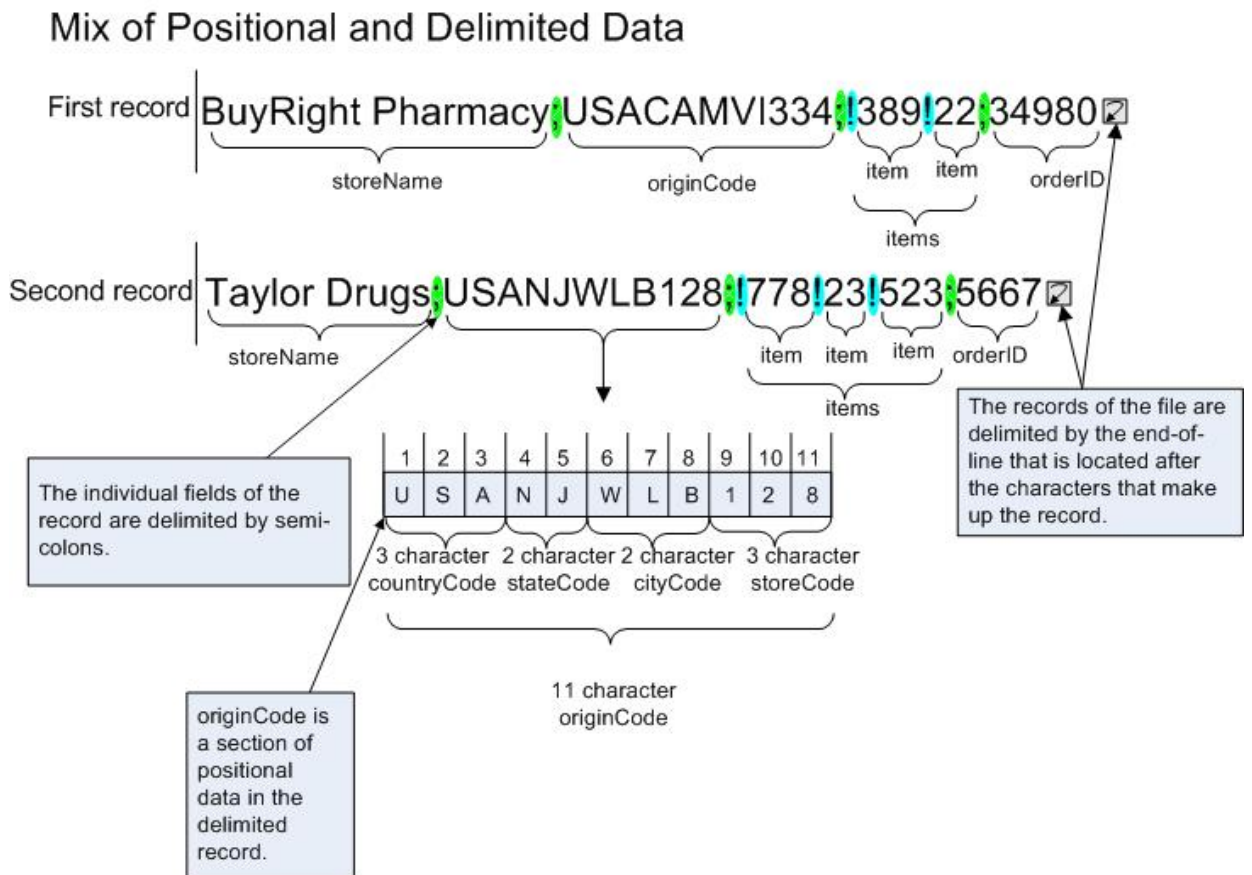 Mix of Positional and Delimited Data
First record
BuyRight Pharmacy;USACAMVI334;!389!22;34980
storeName
originCode
item
item
orderID
items
Second record
Taylor Drugs;USANJWLB128;!778!23!523;5667
storeName
item
item
item
orderID
items
The individual fields of the
record are delimited by semi-
colons.
1 2 3 4 5 6 7 8 9 10 11
U S A N J W L B 1 2 8
3 character
countryCode
2 character
stateCode
2 character
cityCode
3 character
storeCode
11 character
originCode
The records of the file are
delimited by the end-of-
line that is located after
the characters that make
up the record.
originCode is
a section of
positional
data in the
delimited
record.